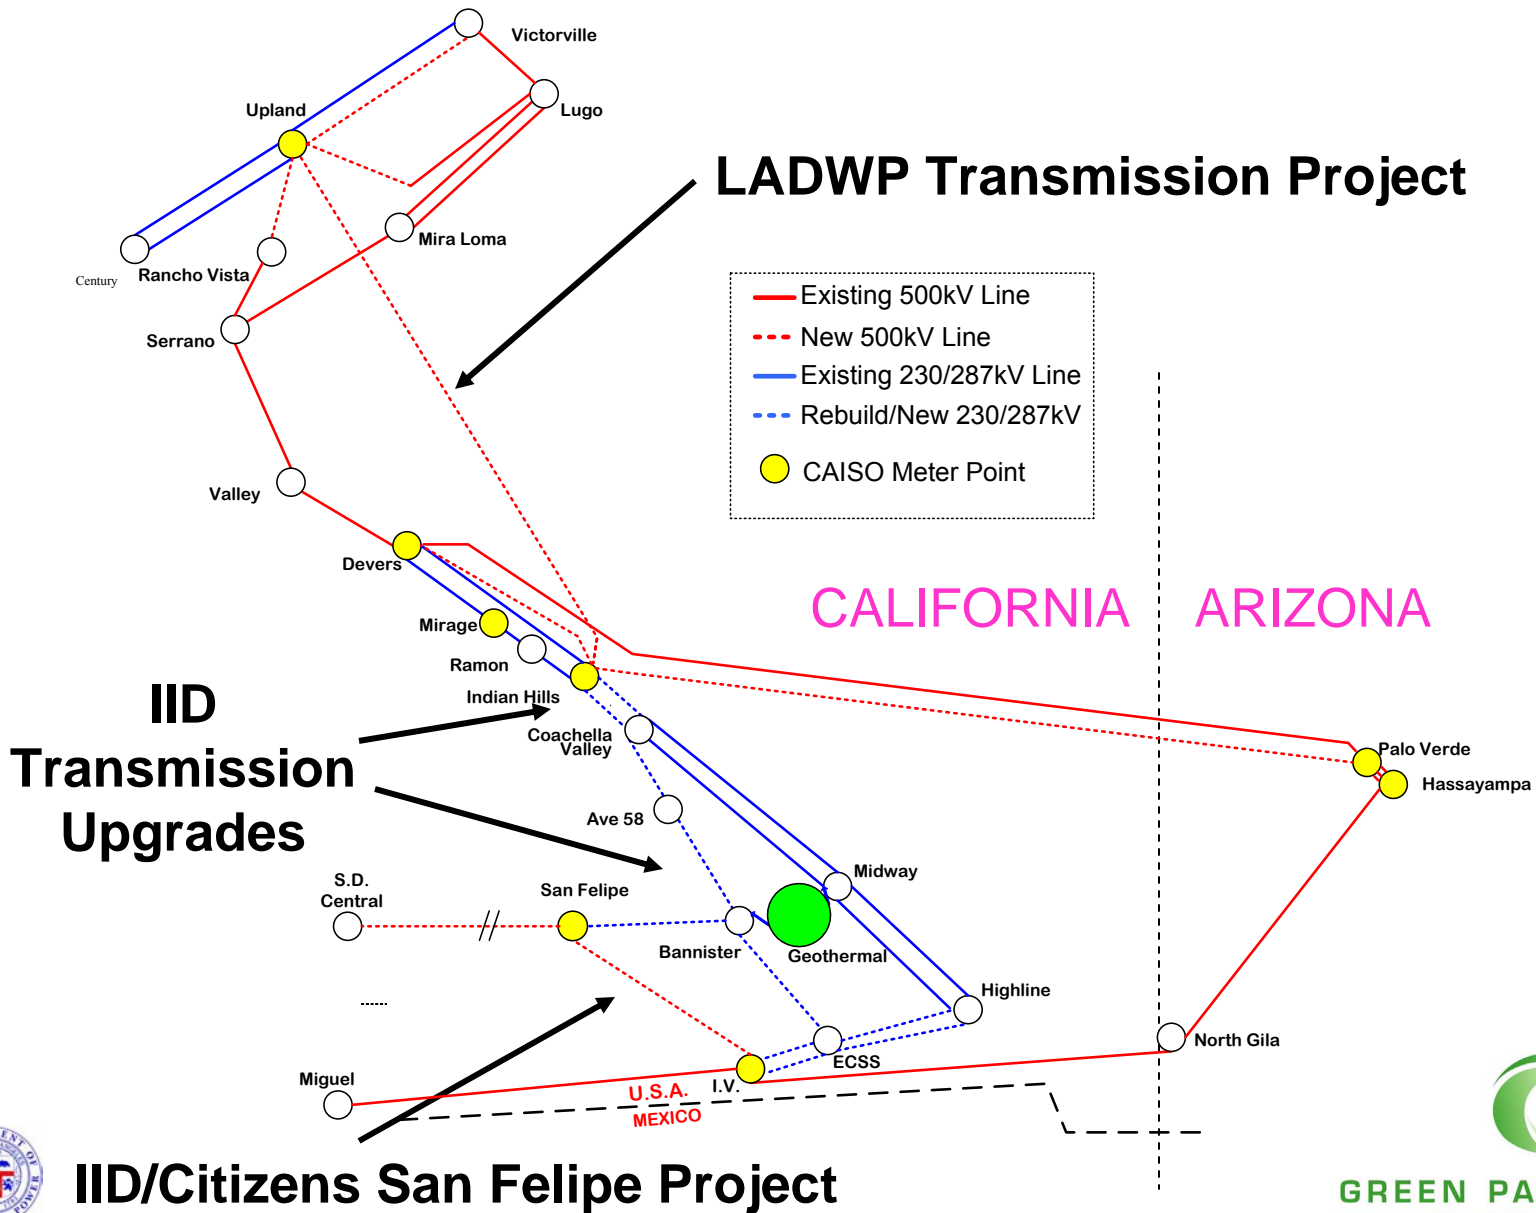 Victorville
Upland
Lugo
LADWP Transmission Project
Mira Loma
Century
Rancho Vista
Existing 500kV Line
New 500kV Line
Existing 230/287kV Line
Rebuild/New 230/287kV
CAISO Meter Point
Serrano
Valley
Devers
CALIFORNIA
ARIZONA
Mirage
Ramon
Indian Hills
IID
Transmission
Upgrades
Coachella
Valley
Palo Verde
Hassayampa
Ave 58
Midway
S.D.
Central
San Felipe
Bannister
Geothermal
Highline
North Gila
ECSS
I.V.
Miguel
U.S.A.
MEXICO
IID/Citizens San Felipe Project
GREEN PA